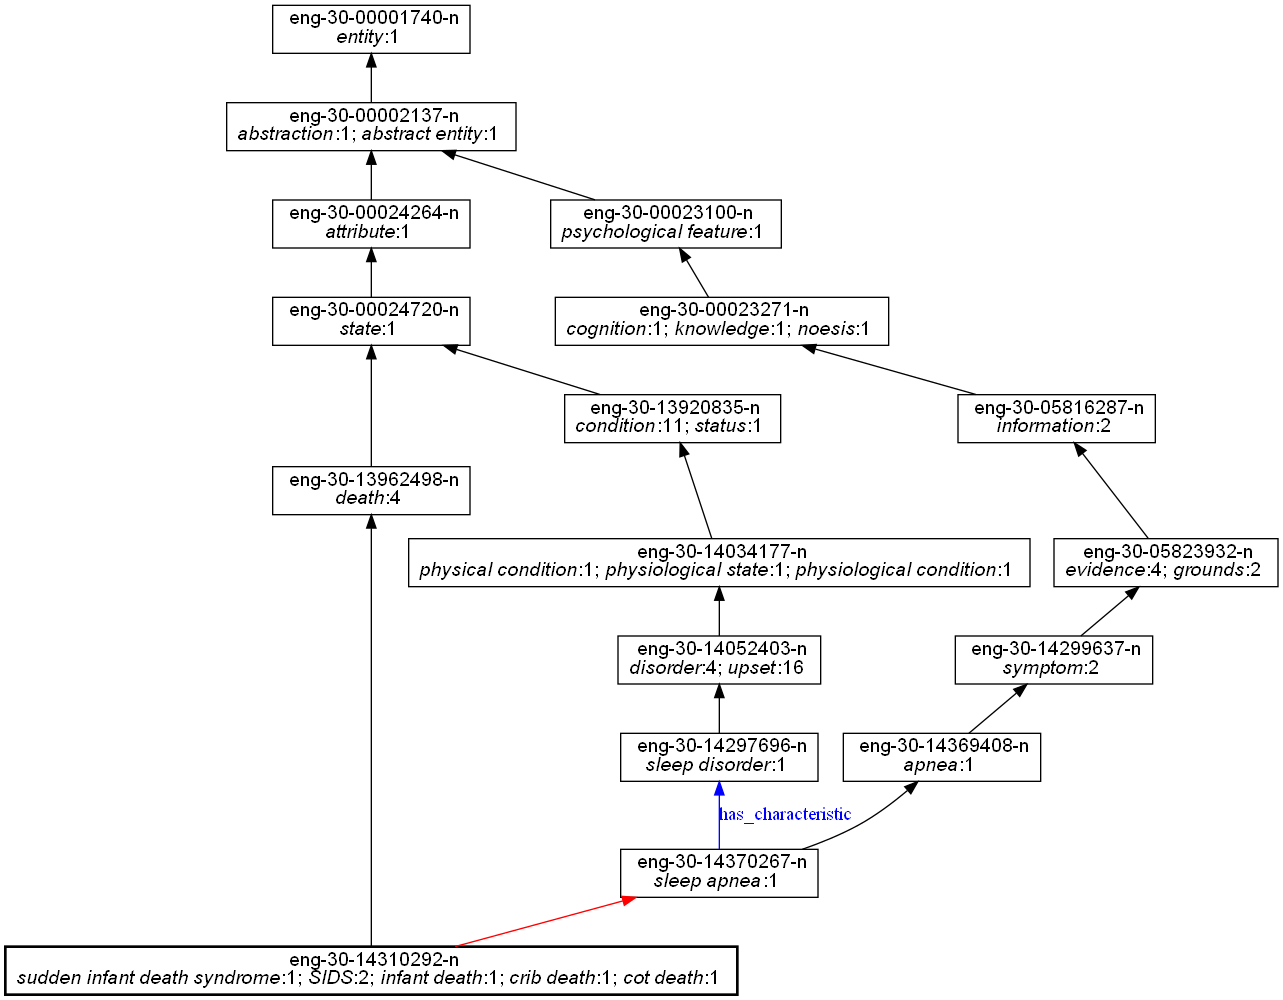 eng-30-00001740-n
entity:1
eng-30-00002137-n
abstraction:1; abstract entity:1
eng-30-00024264-n
attribute:1
eng-30-00023100-n
psychological feature:1
eng-30-00024720-n
state:1
eng-30-00023271-n
cognition:1; knowledge:1; noesis:1
eng-30-13920835-n
condition:11; status:1
eng-30-05816287-n
information:2
eng-30-13962498-n
death:4
eng-30-14034177-n
physical condition:1; physiological state:1; physiological condition:1
eng-30-05823932-n
evidence:4; grounds:2
eng-30-14052403-n
disorder:4; upset:16
eng-30-14299637-n
symptom:2
eng-30-14297696-n
sleep disorder:1
eng-30-14369408-n
apnea:1
has_characteristic
eng-30-14370267-n
sleep apnea:1
eng-30-14310292-n
sudden infant death syndrome:1; SIDS:2; infant death:1; crib death:1; cot death:1